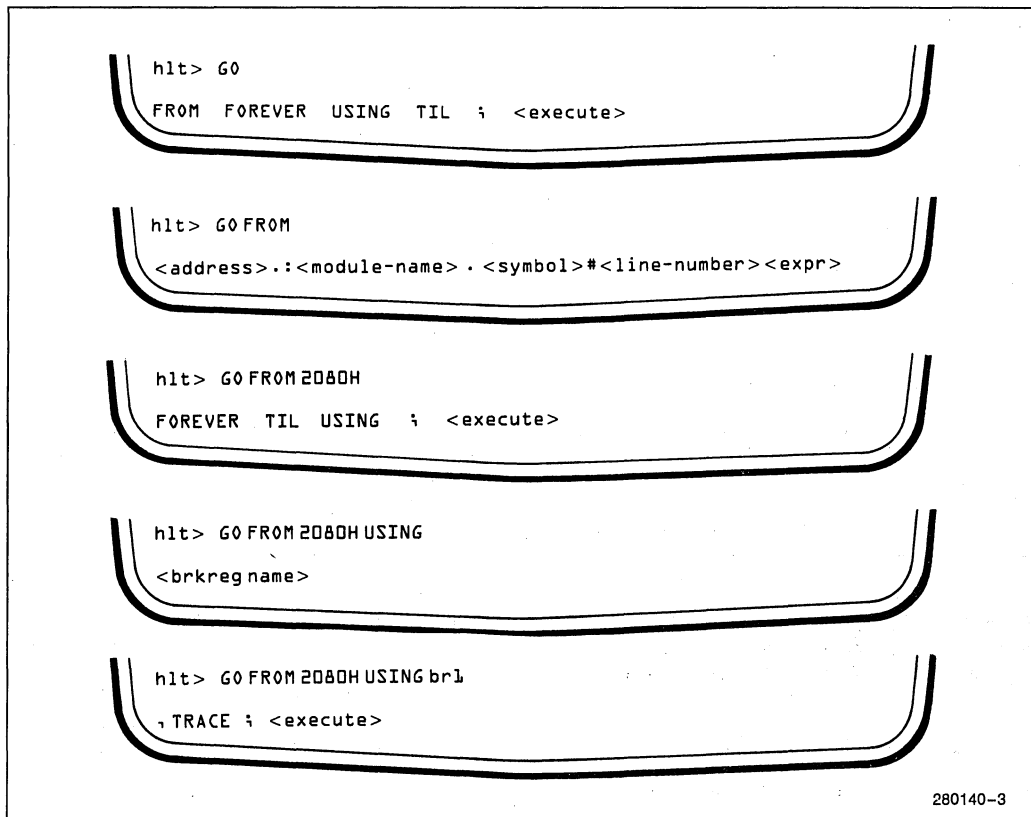 hlt> GO
FROM FOREVER USING TIL ; <execute>
hlt> GO FROM
<address>.:<module-name> . <symbol>#<line-number><expr>
hlt> GO FROM 2080H
FOREVER TIL USING ; <execute>
hlt> GO FROM 2080H USING
<brkreg name>
hlt> GO FROM 2080H USING br1
, TRACE ; <execute>
280140-3